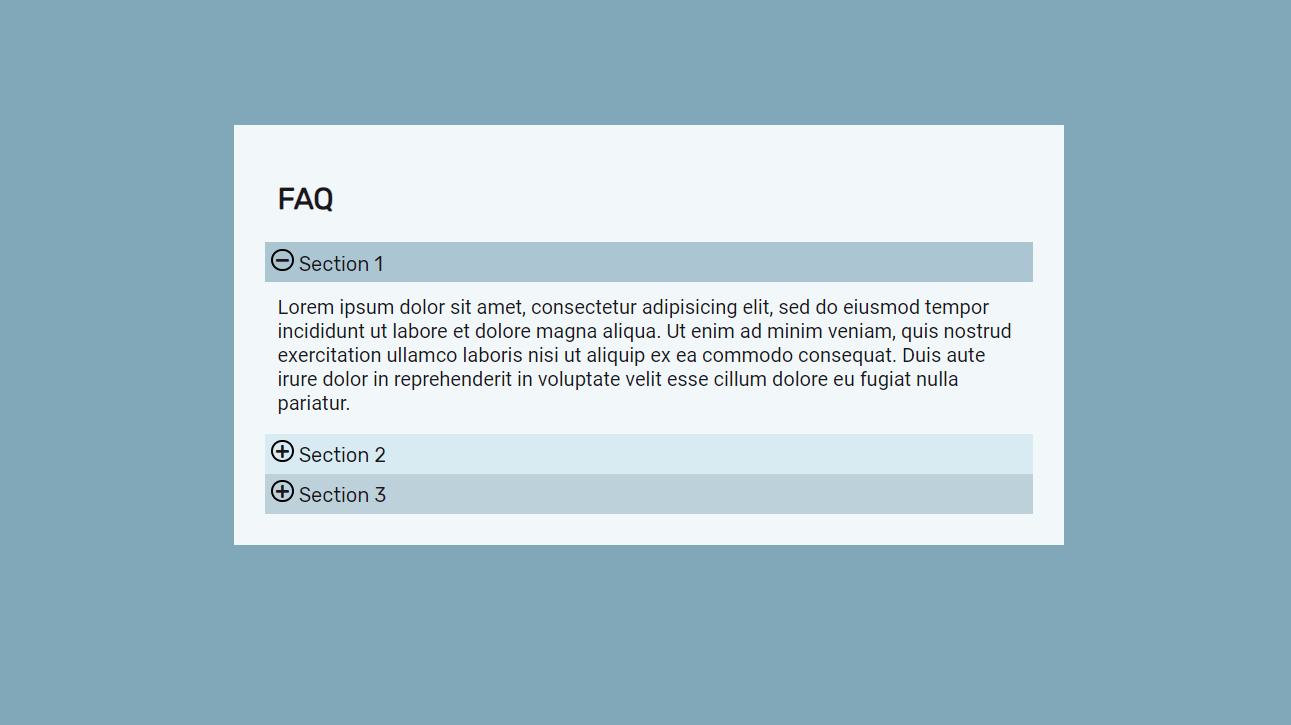 FAQ
Section 1
Lorem ipsum dolor sit amet, consectetur adipisicing elit, sed do eiusmod tempor
incididunt ut labore et dolore magna aliqua. Ut enim ad minim veniam, quis nostrud
exercitation ullamco laboris nisi ut aliquip ex ea commodo consequat. Duis aute
irure dolor in reprehenderit in voluptate velit esse cillum dolore eu fugiat nulla
pariatur.
Section 2
Section 3